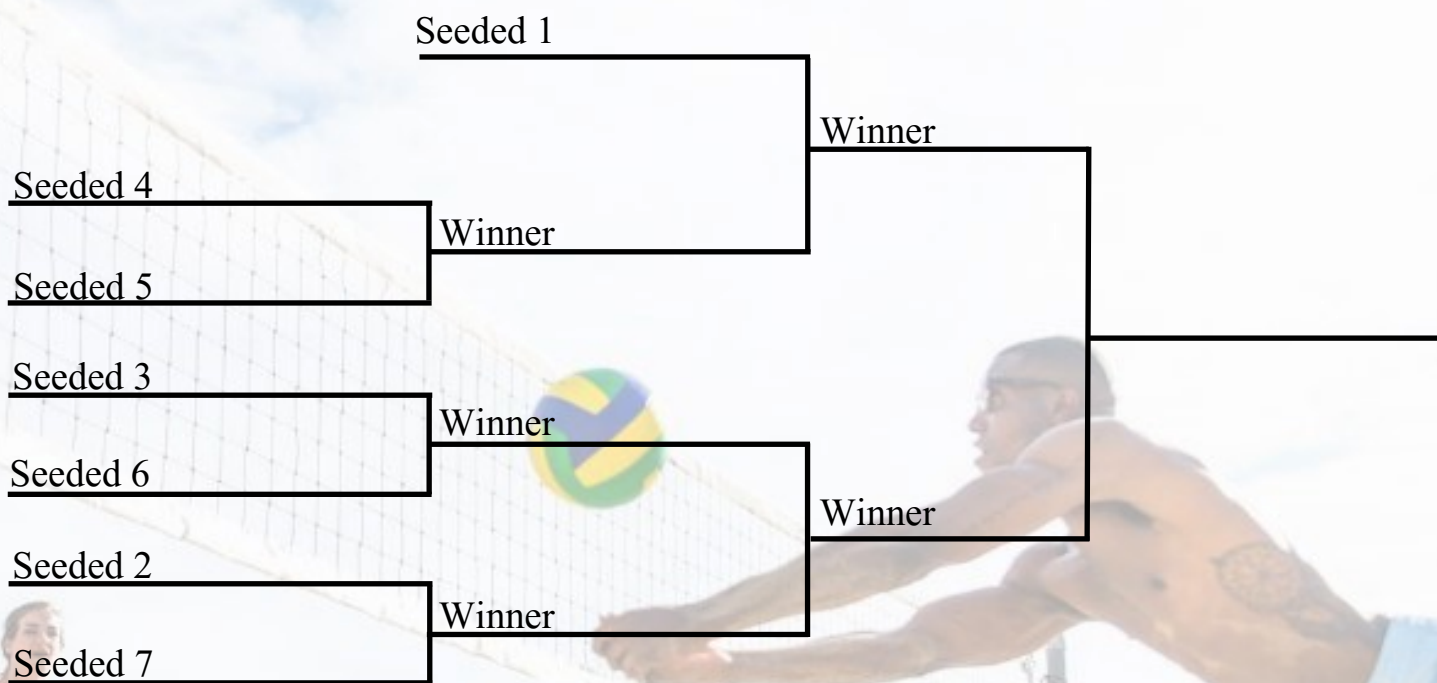 Seeded 1
Winner
Seeded 4
Winner
Seeded 5
Seeded 3
Winner
Seeded 6
Winner
Seeded 2
Winner
Seeded 7